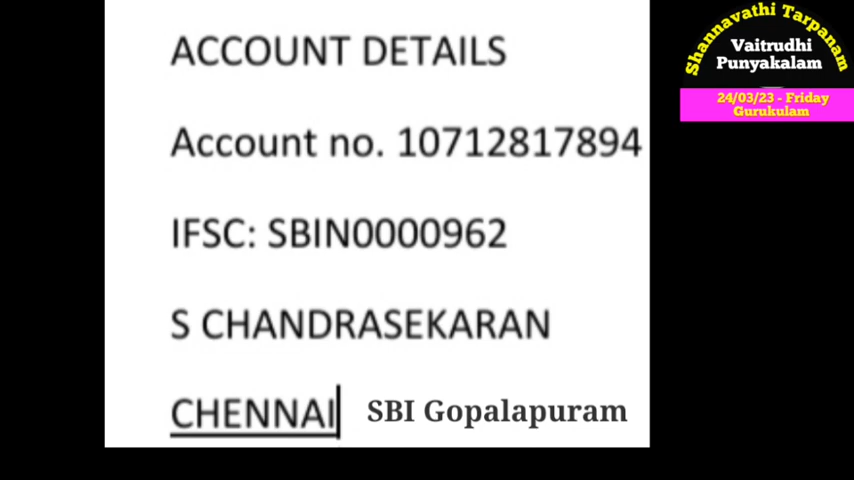 ACCOUNT DETAILS
Account no. 10712817894
IFSC: SBIN0000962
S CHANDRASEKARAN
CHENNAI SBI Gopalapuram
Shannavathi Tarpanam
Vaitrudhi
Punyakalam
24/03/23 - Friday
Gurukulam